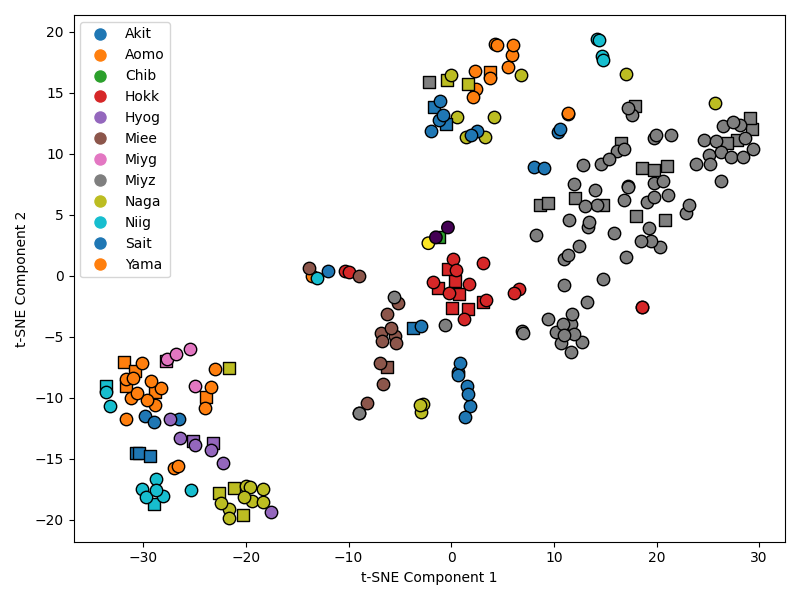 Akit
Aomo
Chib
Hokk
Hyog
Miee
Miyg
Miyz
Naga
Niig
Sait
Yama
20
15
10
5
0
−5
−10
−15
−20
−30
−20
−10
0
10
20
30
t-SNE Component 1
t-SNE Component 2